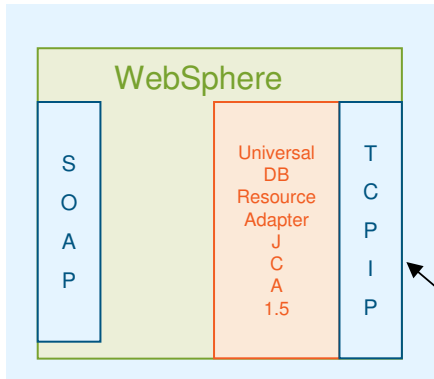 WebSphere
S
O
A
P
Universal
DB
Resource
Adapter
J
C
A
1.5
T
C
P
I
P